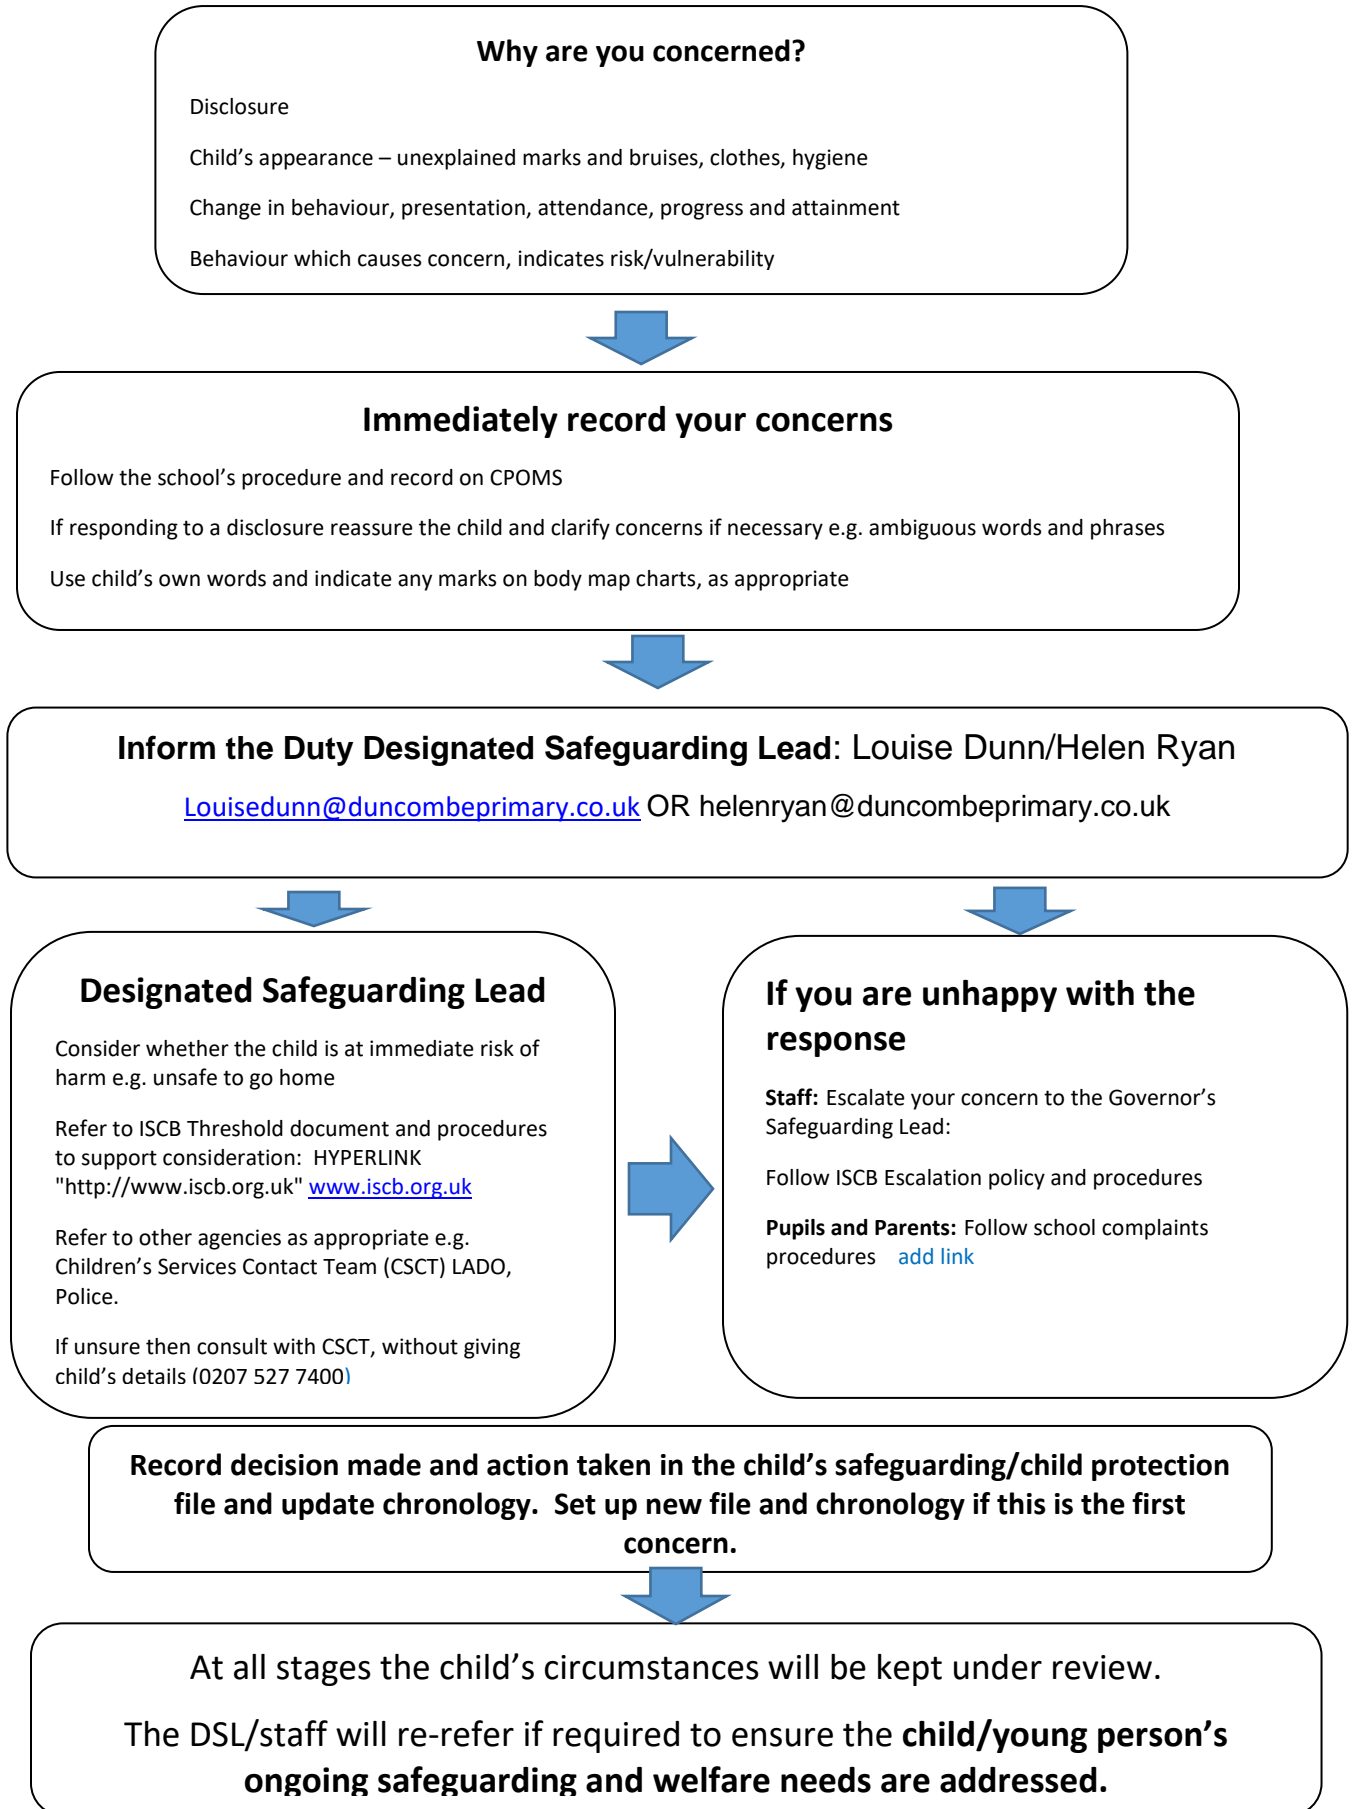 Why are you concerned?
Disclosure
Child’s appearance – unexplained marks and bruises, clothes, hygiene
Change in behaviour, presentation, attendance, progress and attainment
Behaviour which causes concern, indicates risk/vulnerability
Immediately record your concerns
Follow the school’s procedure and record on CPOMS
If responding to a disclosure reassure the child and clarify concerns if necessary e.g. ambiguous words and phrases
Use child’s own words and indicate any marks on body map charts, as appropriate
Inform the Duty Designated Safeguarding Lead: Louise Dunn/Helen Ryan
Louisedunn@duncombeprimary.co.uk OR helenryan@duncombeprimary.co.uk
Designated Safeguarding Lead
Consider whether the child is at immediate risk of
harm e.g. unsafe to go home
Refer to ISCB Threshold document and procedures
to support consideration:  HYPERLINK
"http://www.iscb.org.uk" www.iscb.org.uk
Refer to other agencies as appropriate e.g.
Children’s Services Contact Team (CSCT) LADO,
Police.
If unsure then consult with CSCT, without giving
child’s details (0207 527 7400)
If you are unhappy with the
response
Staff: Escalate your concern to the Governor’s
Safeguarding Lead:
Follow ISCB Escalation policy and procedures
Pupils and Parents: Follow school complaints
procedures add link
Record decision made and action taken in the child’s safeguarding/child protection
file and update chronology.  Set up new file and chronology if this is the first
concern.
At all stages the child’s circumstances will be kept under review.
The DSL/staff will re-refer if required to ensure the child/young person’s
ongoing safeguarding and welfare needs are addressed.